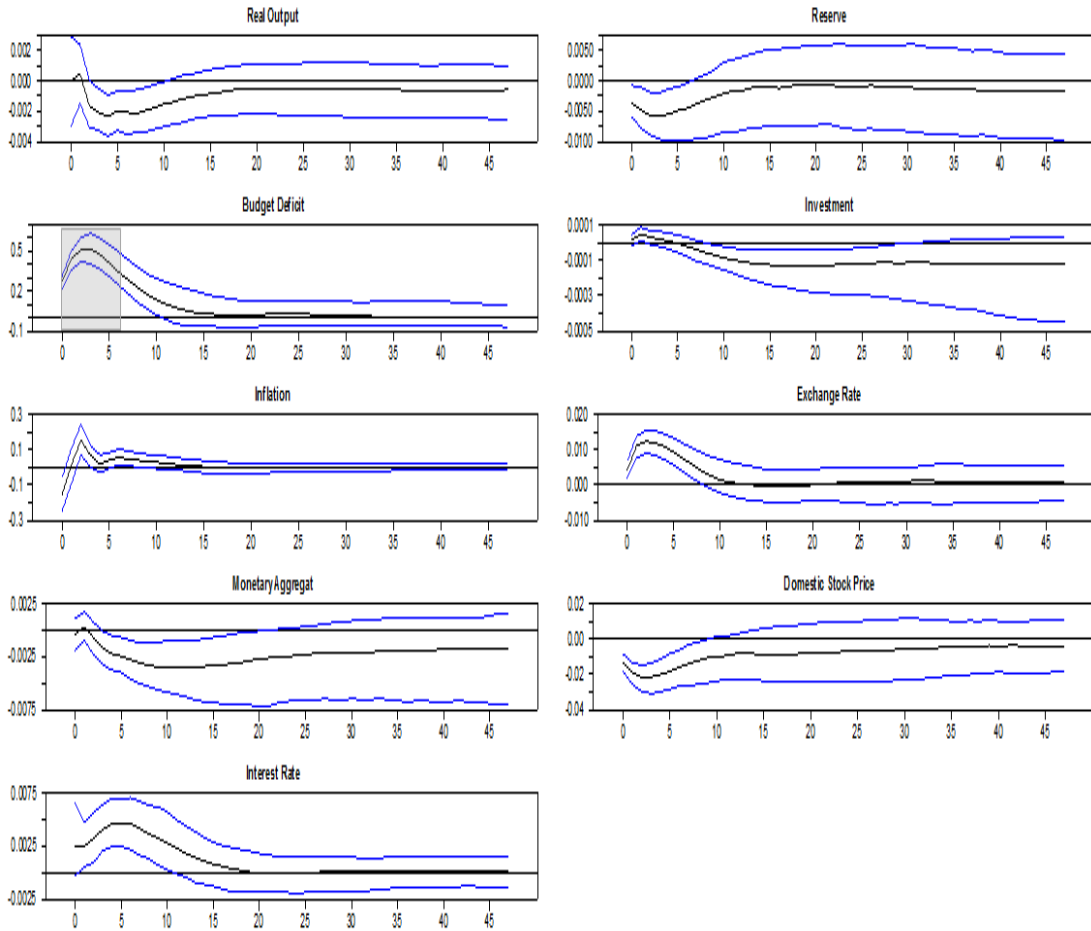 Real Output
0.002
0.000
-0.002
-0.004
0 5 10 15 20 25 30 35 40 45
Reserve
0.0050
0.0000
-0.0050
-0.0100
0 5 10 15 20 25 30 35 40 45
Budget Deficit
0.5
0.2
-0.1
0 5 10 15 20 25 30 35 40 45
Investment
0.0001
-0.0001
-0.0003
-0.0005
0 5 10 15 20 25 30 35 40 45
Inflation
0.3
0.1
-0.1
-0.3
0 5 10 15 20 25 30 35 40 45
Exchange Rate
0.020
0.010
0.000
-0.010
0 5 10 15 20 25 30 35 40 45
Monetary Aggregat
0.0025
-0.0025
-0.0075
0 5 10 15 20 25 30 35 40 45
Domestic Stock Price
0.02
0.00
-0.02
-0.04
0 5 10 15 20 25 30 35 40 45
Interest Rate
0.0075
0.0025
-0.0025
0 5 10 15 20 25 30 35 40 45